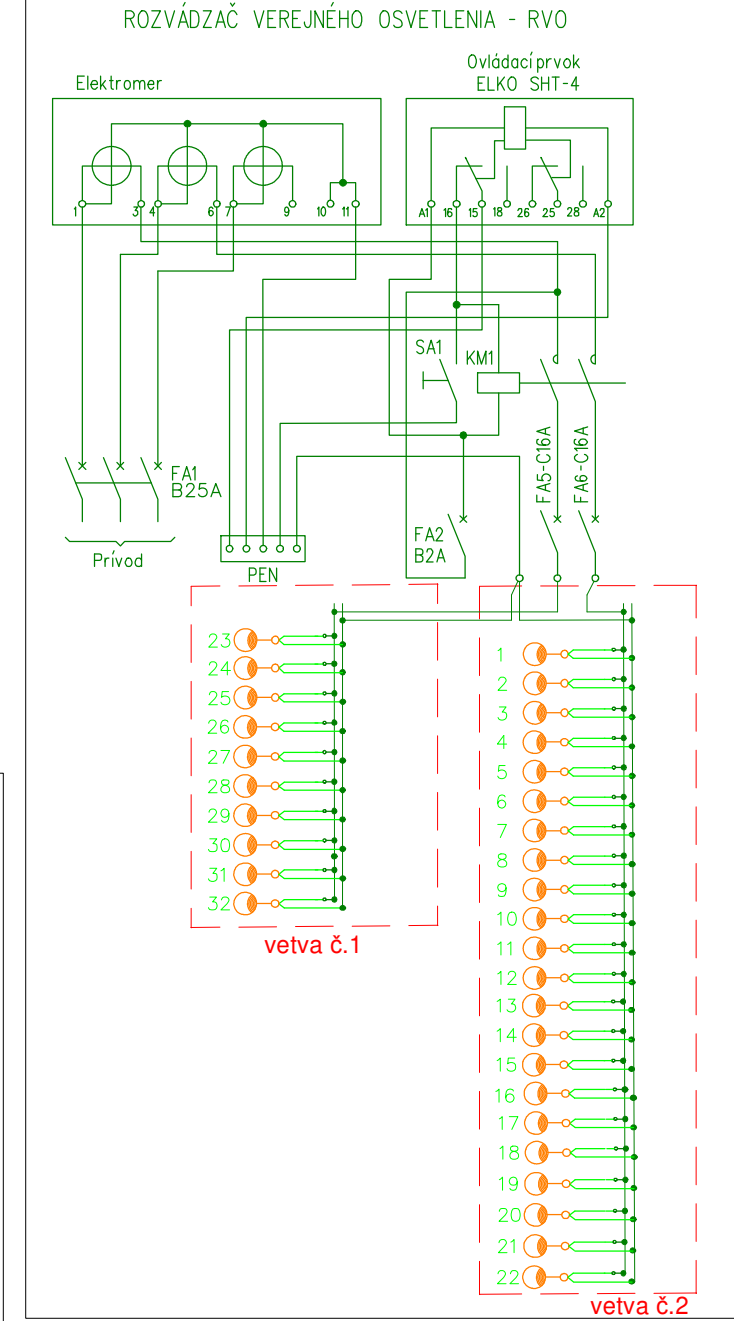 ROZVÁDZAČ VEREJNÉHO OSVETLENIA - RVO
Elektromer
Ovládací prvok
ELKO SHT-4
1 3 4 6 7 9 10 11
A1 16 15 18 26 25 28 A2
SA1
KM1
FA5-C16A
FA6-C16A
FA1
B25A
Prívod
FA2
B2A
PEN
23
24
25
26
27
28
29
30
31
32
vetva č.1
1
2
3
4
5
6
7
8
9
10
11
12
13
14
15
16
17
18
19
20
21
22
vetva č.2